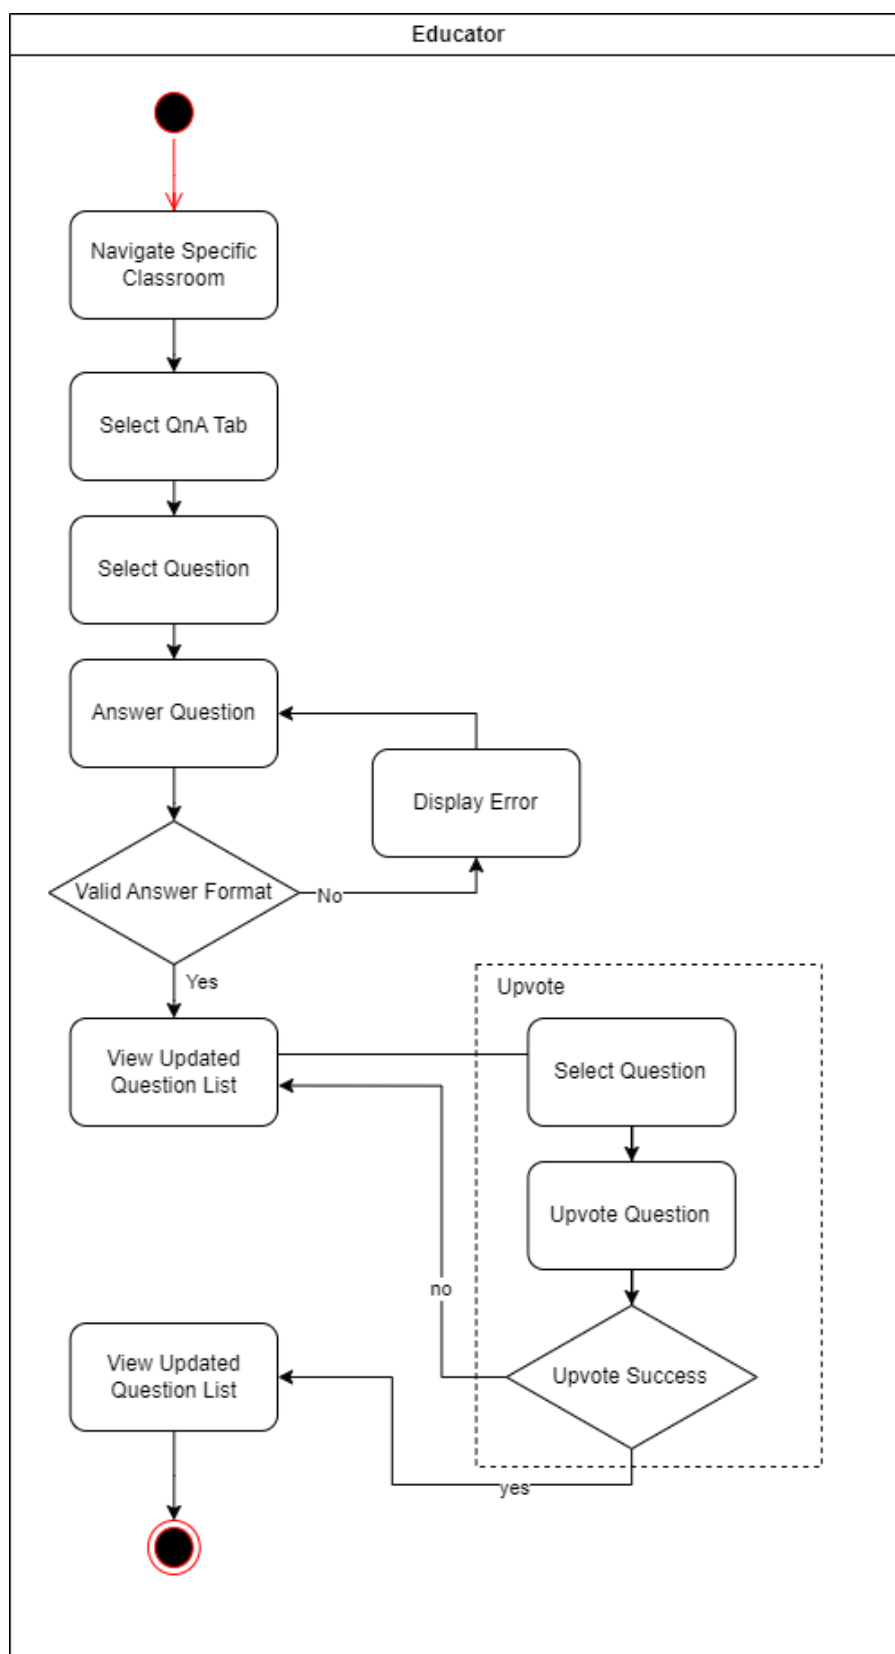 Educator
Navigate Specific
Classroom
Select QnA Tab
Select Question
Answer Question
Display Error
Valid Answer Format
No
Yes
Upvote
View Updated
Question List
Select Question
Upvote Question
no
View Updated
Question List
Upvote Success
yes